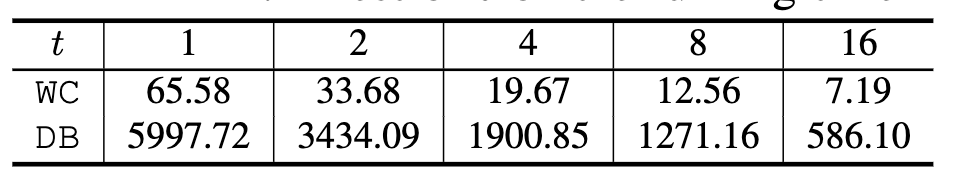 t 1 2 4 8 16
WC 65.58 33.68 19.67 12.56 7.19
DB 5997.72 3434.09 1900.85 1271.16 586.10